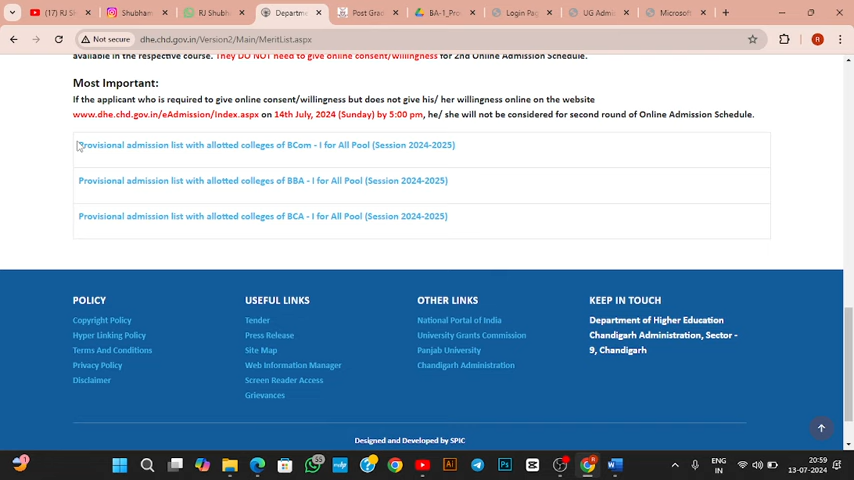 (17) RJ Sh
Shubham
RJ Shubh
Departme
Post Grad
BA-1_Pro
Login Pag
UG Admi
Microsoft
Not secure
dhe.chd.gov.in/Version2/Main/MeritList.aspx
available in the respective course. They DO NOT need to give online consent/willingness for 2nd Online Admission Schedule.
Most Important:
If the applicant who is required to give online consent/willingness but does not give his/ her willingness online on the website
www.dhe.chd.gov.in/eAdmission/Index.aspx on 14th July, 2024 (Sunday) by 5:00 pm, he/ she will not be considered for second round of Online Admission Schedule.
Provisional admission list with allotted colleges of BCom - I for All Pool (Session 2024-2025)
Provisional admission list with allotted colleges of BBA - I for All Pool (Session 2024-2025)
Provisional admission list with allotted colleges of BCA - I for All Pool (Session 2024-2025)
POLICY
Copyright Policy
Hyper Linking Policy
Terms And Conditions
Privacy Policy
Disclaimer
USEFUL LINKS
Tender
Press Release
Site Map
Web Information Manager
Screen Reader Access
Grievances
OTHER LINKS
National Portal of India
University Grants Commission
Panjab University
Chandigarh Administration
KEEP IN TOUCH
Department of Higher Education
Chandigarh Administration, Sector -
9, Chandigarh
Designed and Developed by SPIC
ENG
IN
20:59
13-07-2024